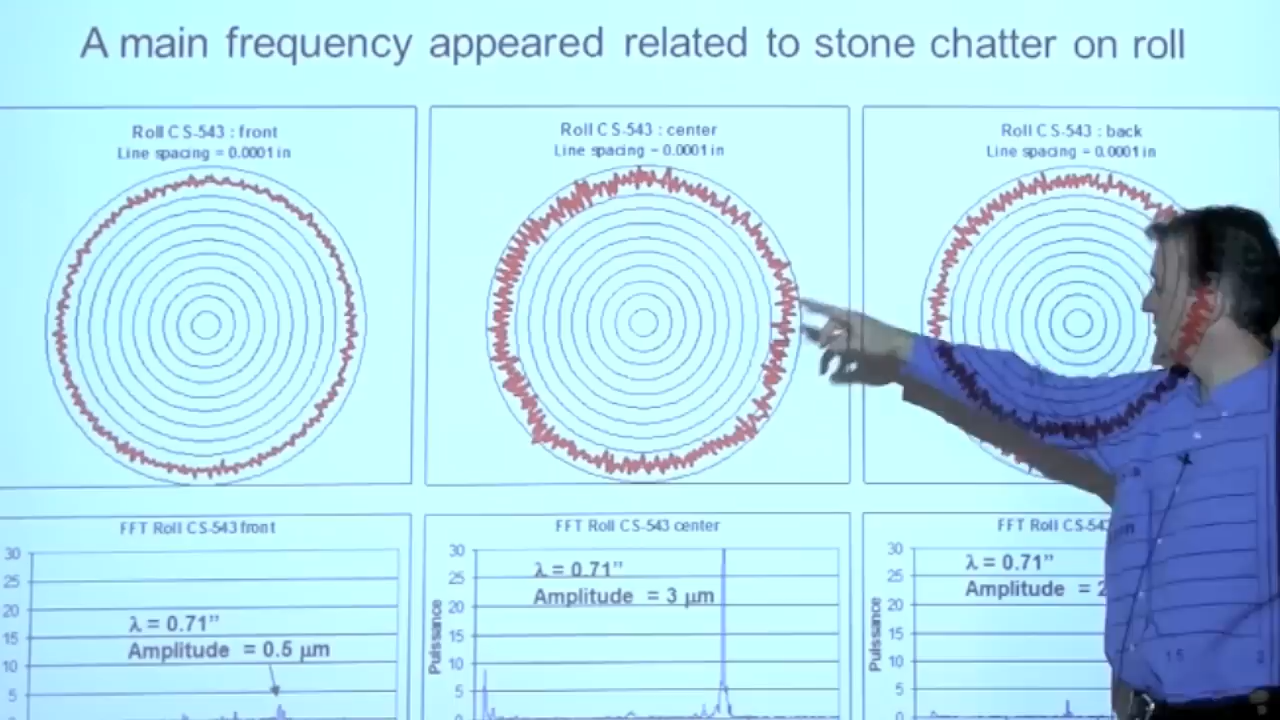 A main frequency appeared related to stone chatter on roll
Roll CS-543 : front
Line spacing = 0.0001 in
Roll CS-543 : center
Line spacing - 0.0001 in
Roll CS-543 : back
Line spacing - 0.0001 in
FFT Roll CS-543 front
30
25
20
15
10
5
λ = 0.71”
Amplitude = 0.5 µm
FFT Roll CS-543 center
Puissance
30
25
20
15
10
5
0
λ = 0.71”
Amplitude = 3 µm
FFT Roll CS-54
Puissance
30
25
20
15
10
5
0
λ = 0.71”
Amplitude = 2
15
2